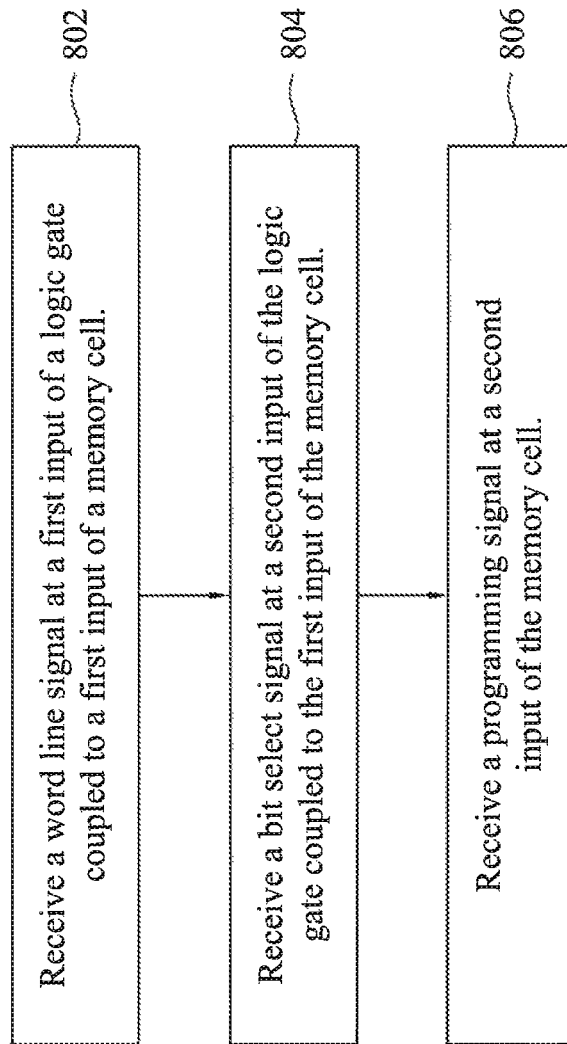 Receive a word line signal at a first input of a logic gate
coupled to a first input of a memory cell.
802
Receive a bit select signal at a second input of the logic
gate coupled to the first input of the memory cell.
804
Receive a programming signal at a second
input of the memory cell.
806